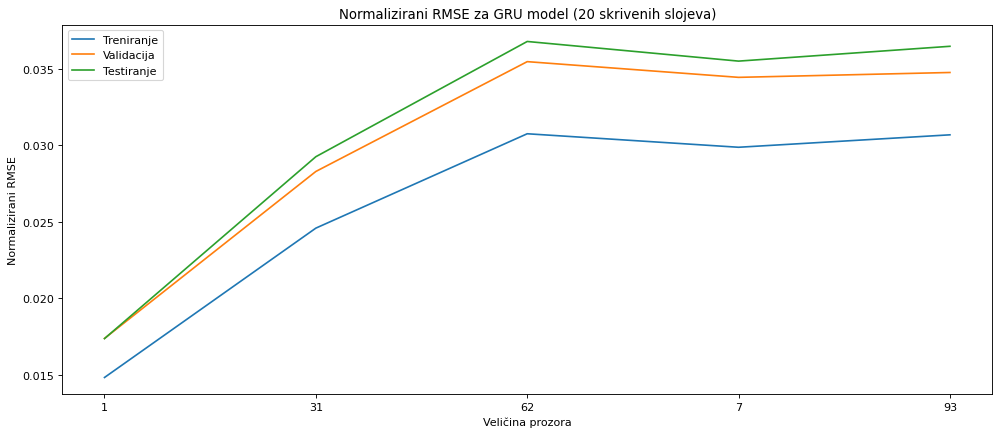 Normalizirani RMSE za GRU model (20 skrivenih slojeva)
Treniranje
Validacija
Testiranje
Normalizirani RMSE
0.035
0.030
0.025
0.020
0.015
1 31 62 7 93
Veličina prozora